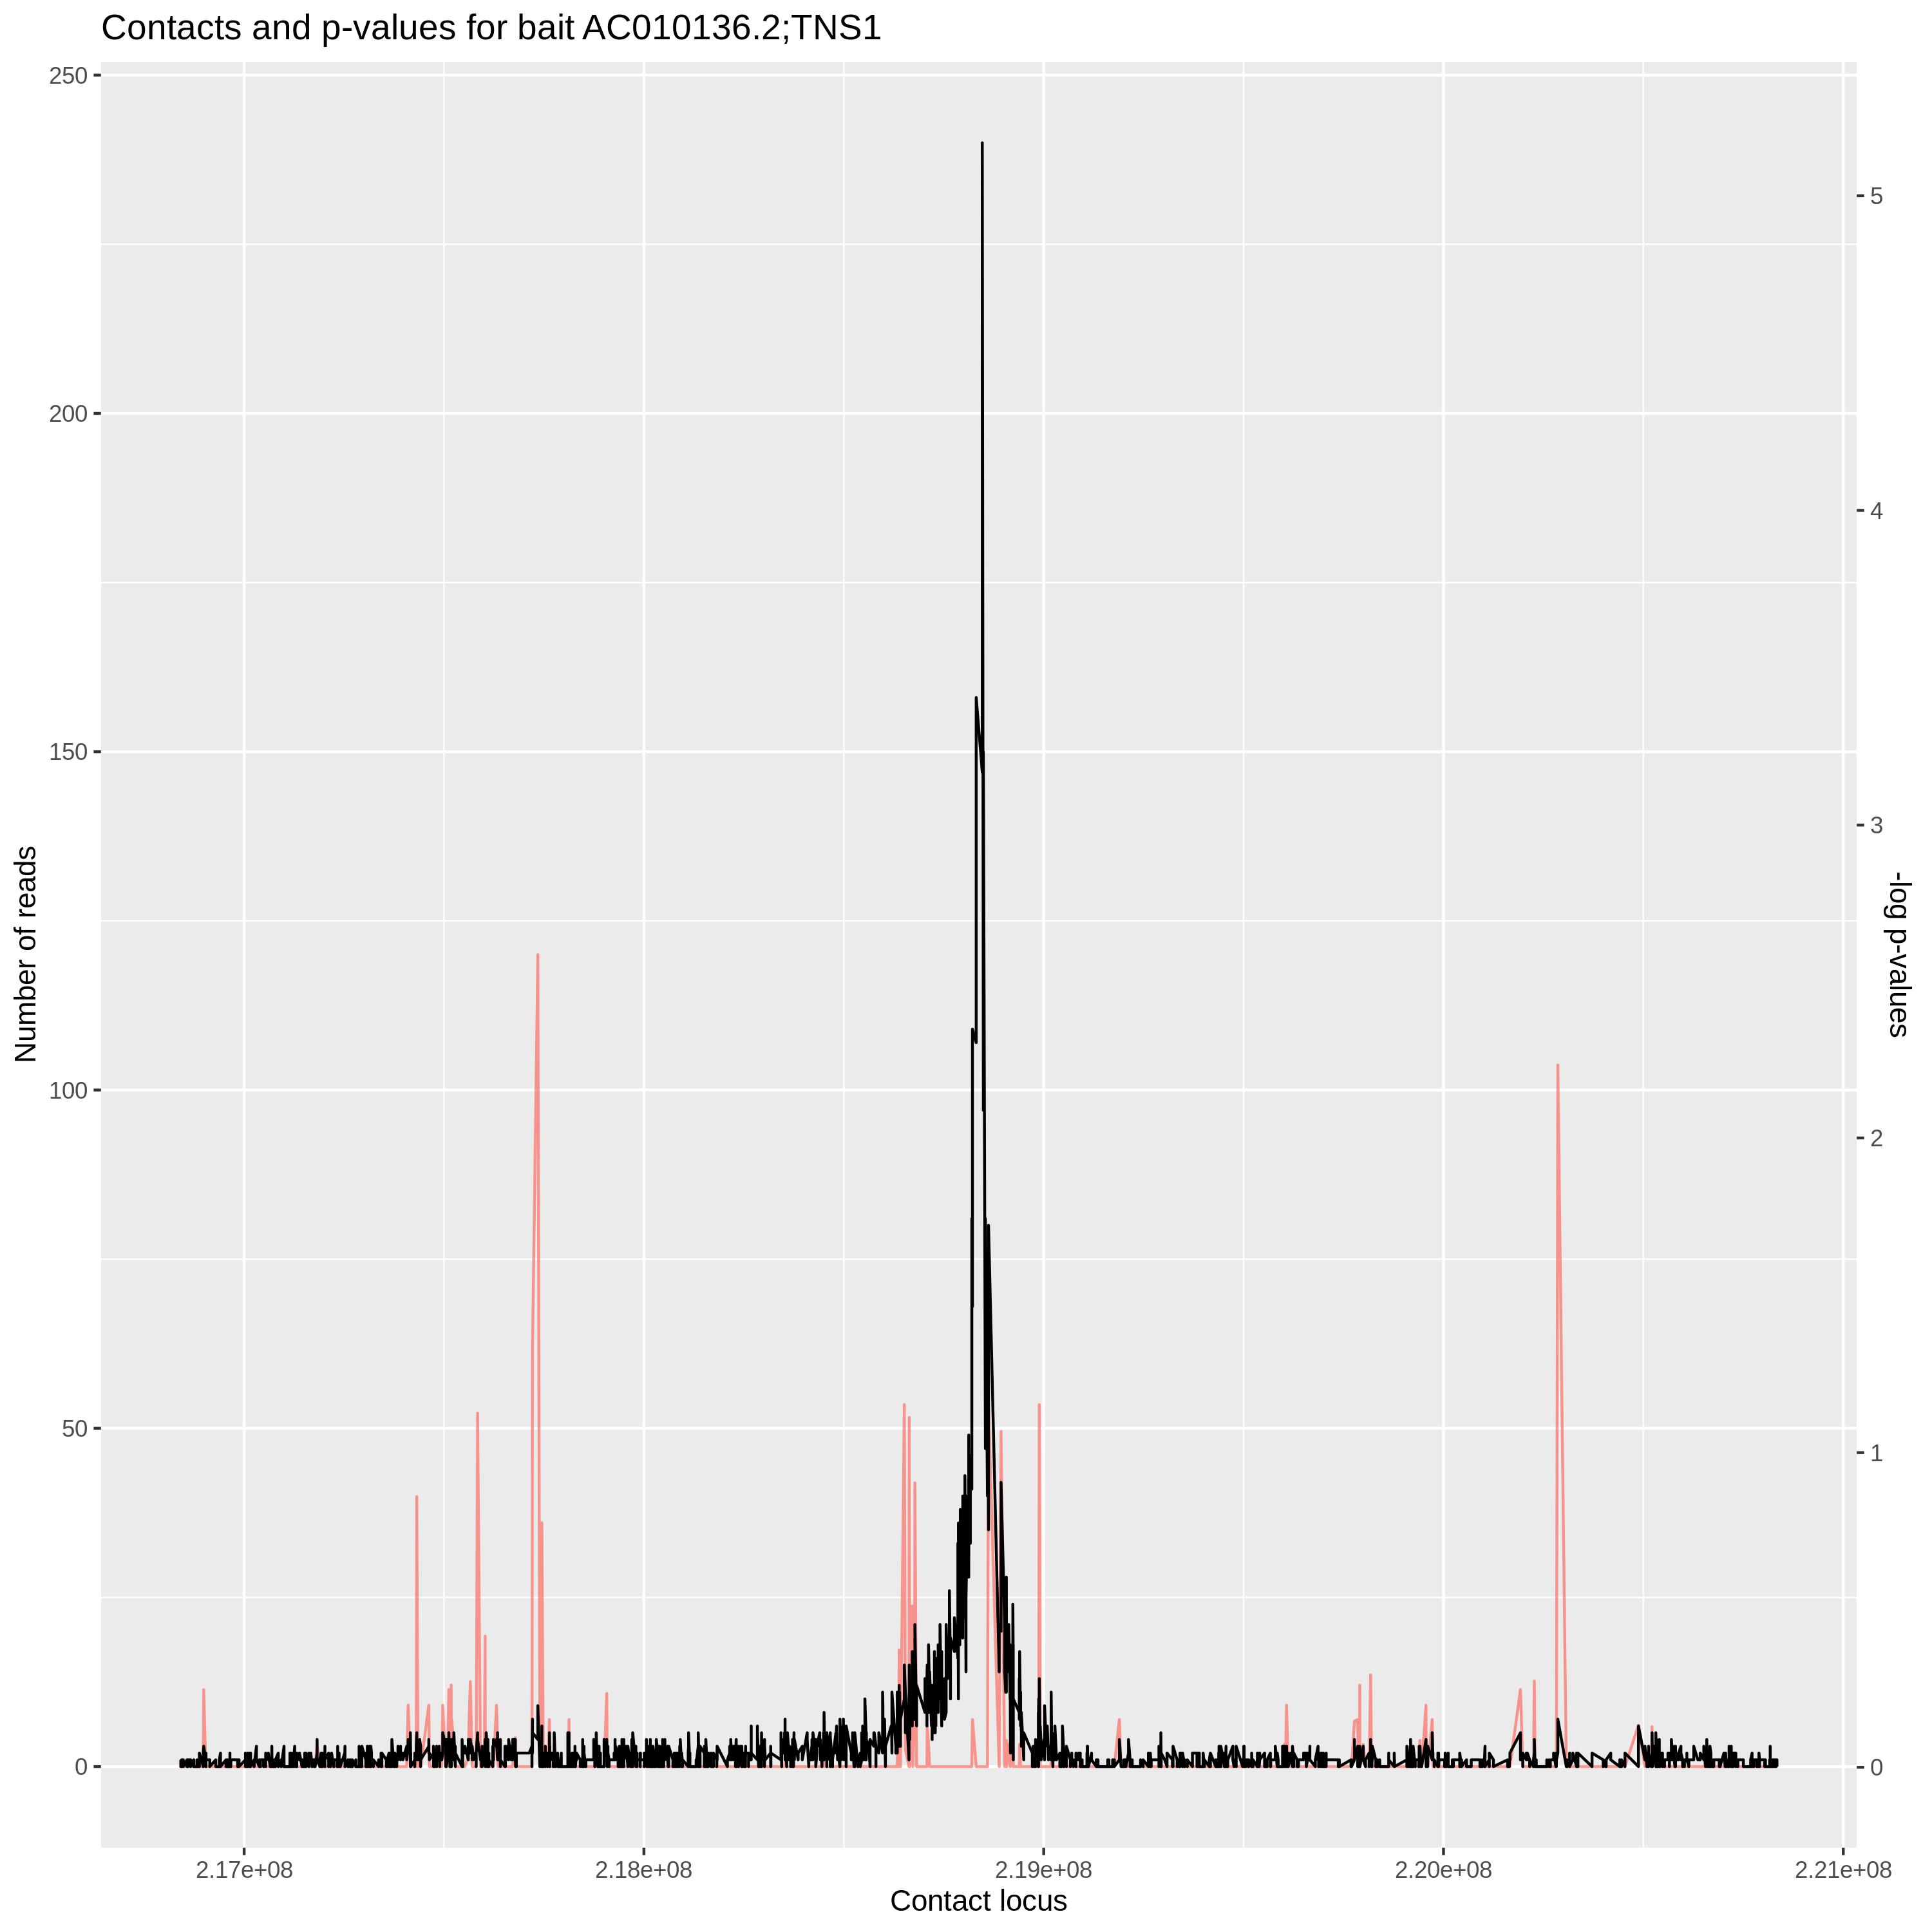 Contacts and p-values for bait AC010136.2;TNS1
250
200
150
100
50
0
Number of reads
5
4
3
2
1
0
-log p-values
2.17e+08
2.18e+08
2.19e+08
2.20e+08
2.21e+08
Contact locus